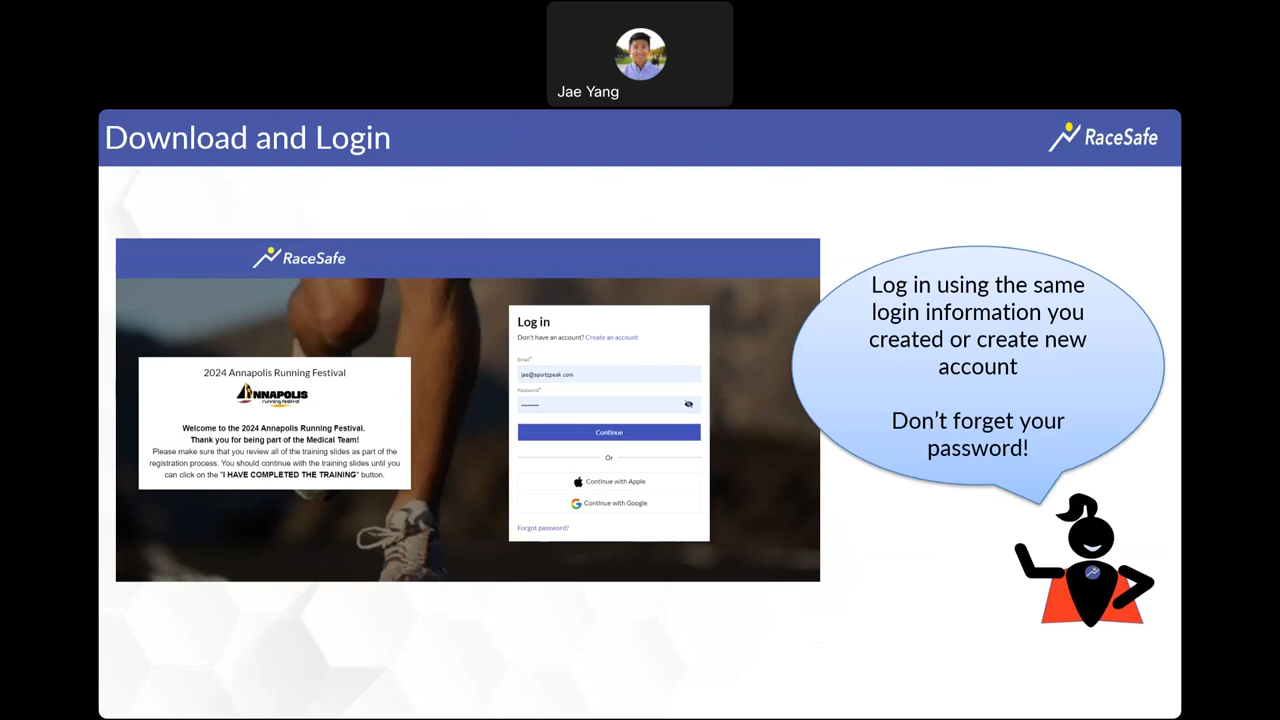 Jae Yang
Download and Login
RaceSafe
RaceSafe
2024 Annapolis Running Festival
ANNAPOLIS
running festival
Welcome to the 2024 Annapolis Running Festival.
Thank you for being part of the Medical Team!
Please make sure that you review all of the training slides as part of the
registration process. You should continue with the training slides until you
can click on the "I HAVE COMPLETED THE TRAINING" button.
Log in
Don't have an account? Create an account
Email*
jae@sportzpeak.com
Password*
Continue
Or
Continue with Apple
Continue with Google
Forgot password?
Log in using the same
login information you
created or create new
account
Don't forget your
password!